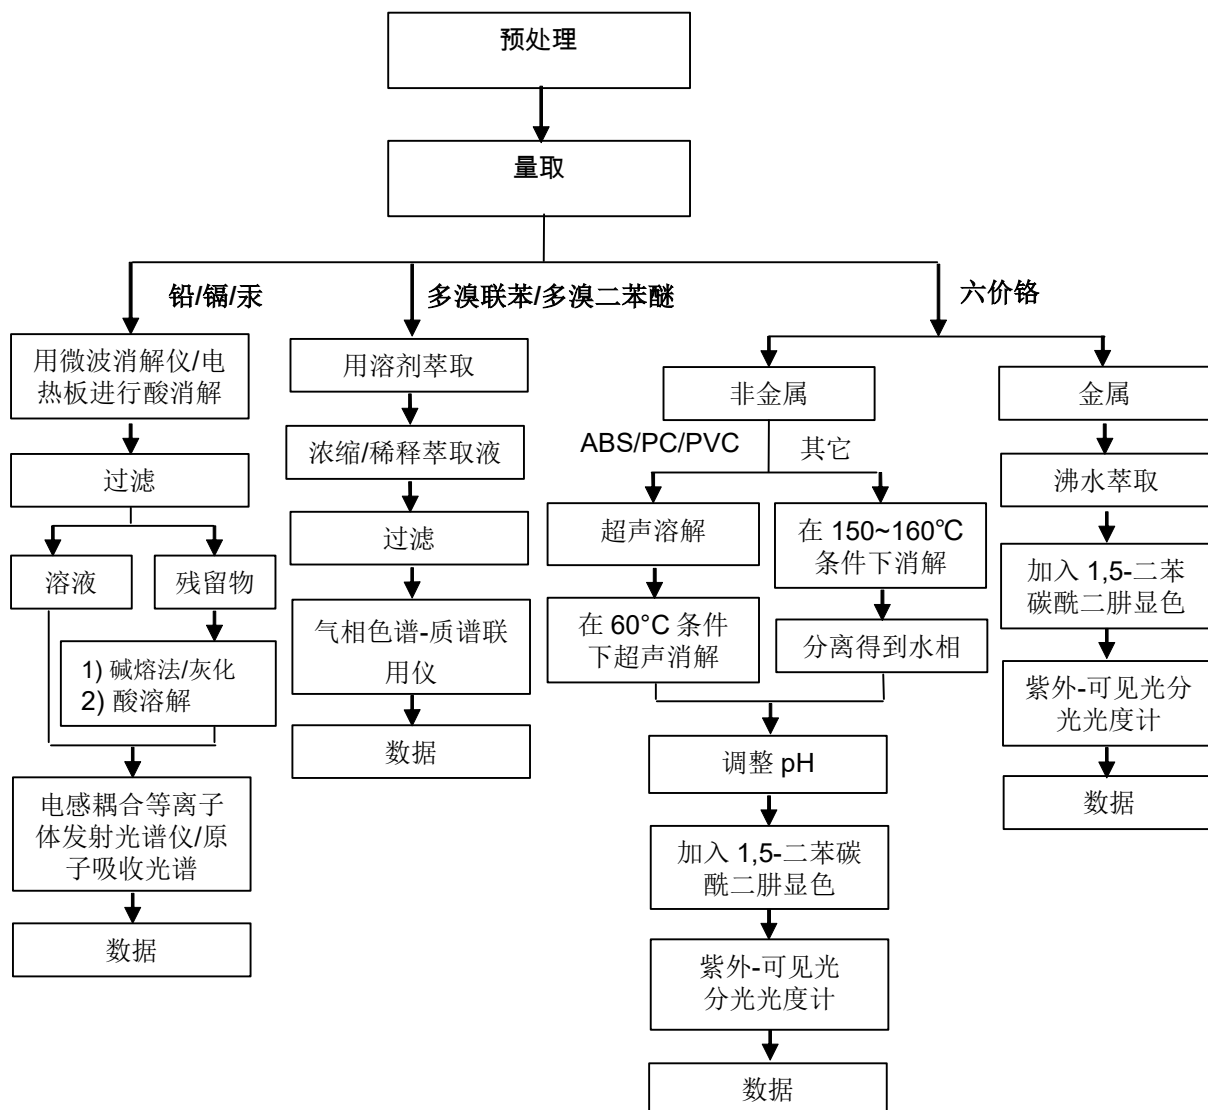 预处理
量取
铅/镉/汞
多溴联苯/多溴二苯醚
六价铬
用微波消解仪/电
热板进行酸消解
过滤
溶液
残留物
1) 碱熔法/灰化
2) 酸溶解
电感耦合等离子
体发射光谱仪/原
子吸收光谱
数据
用溶剂萃取
浓缩/稀释萃取液
过滤
气相色谱-质谱联
用仪
数据
非金属
ABS/PC/PVC
其它
超声溶解
在 60°C 条件
下超声消解
在 150~160℃
条件下消解
分离得到水相
调整 pH
加入 1,5-二苯碳
酰二肼显色
紫外-可见光
分光光度计
数据
金属
沸水萃取
加入 1,5-二苯
碳酰二肼显色
紫外-可见光分
光光度计
数据